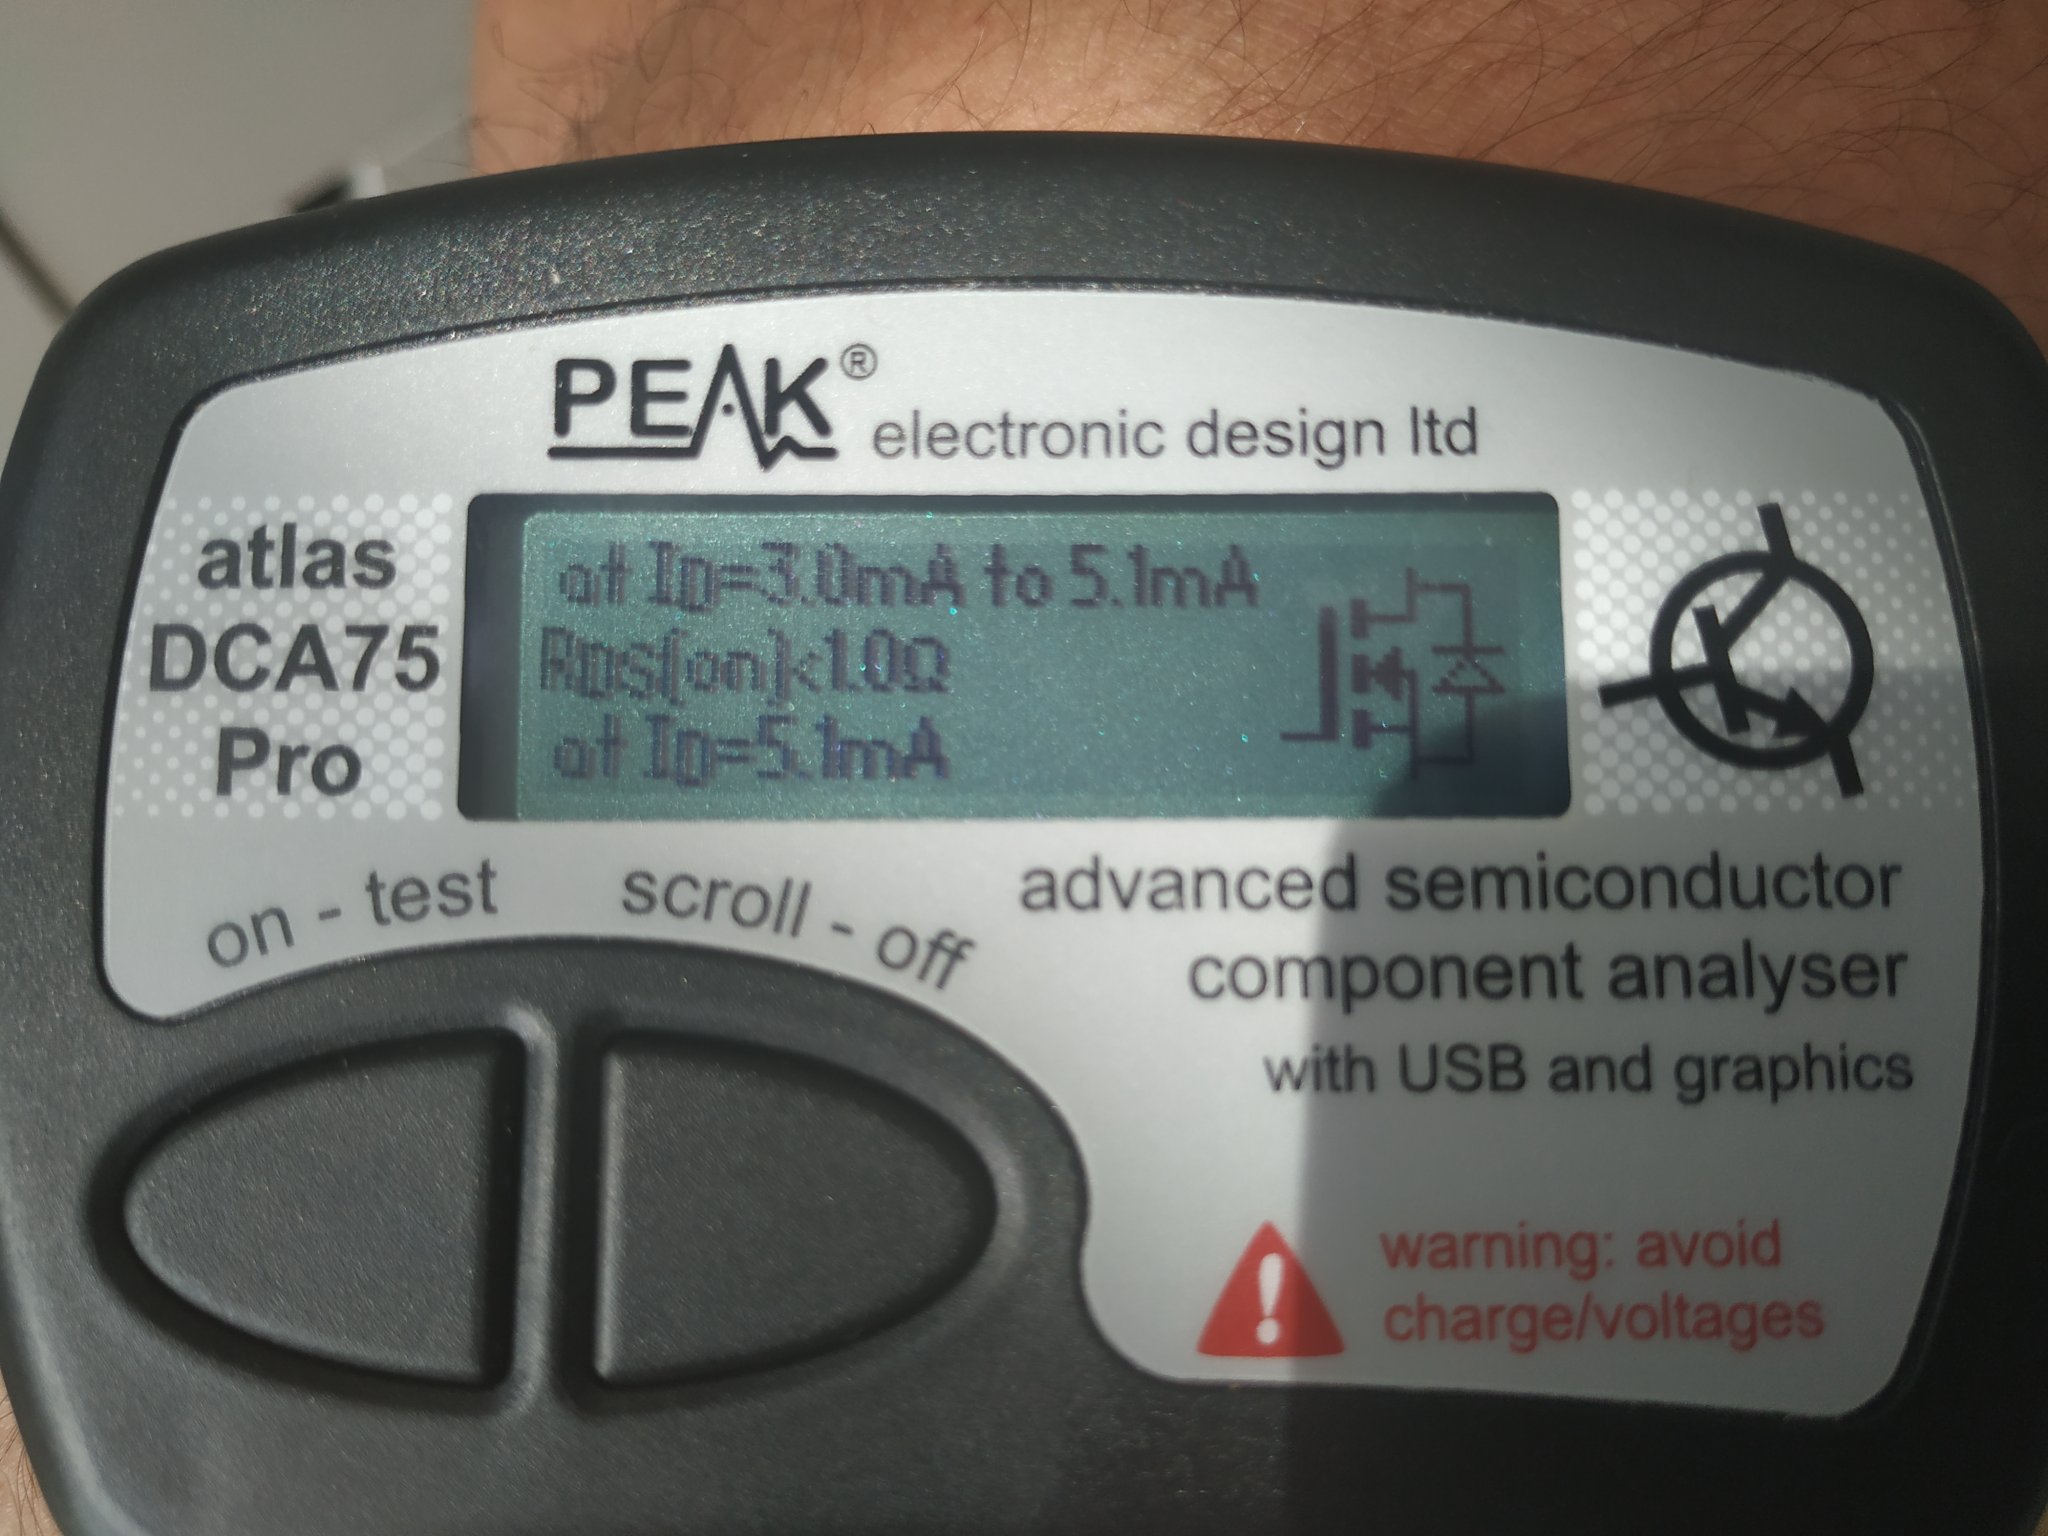 PEAK® electronic design ltd
atlas
DCA75
Pro
at ID=3.0mA to 5.1mA
RDS(on)<1.0Ω
at ID=5.1mA
on - test
scroll - off
advanced semiconductor
component analyser
with USB and graphics
warning: avoid
charge/voltages